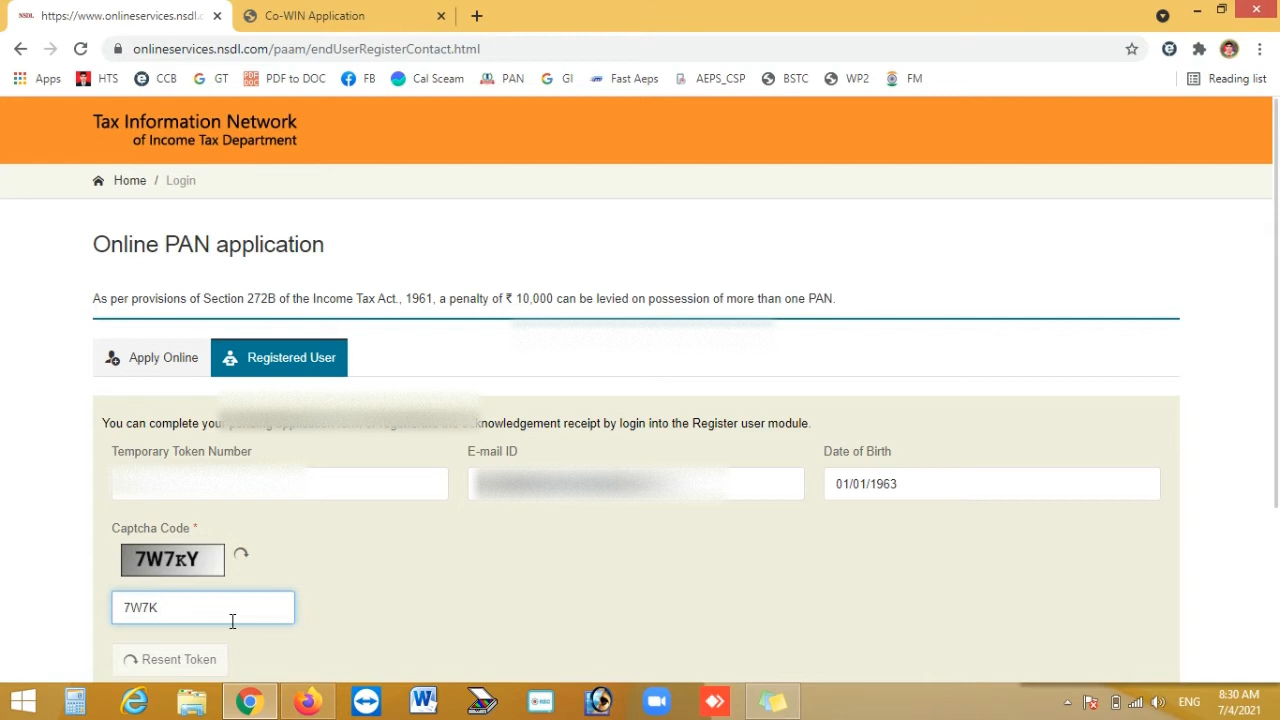 NSDL https://www.onlineservices.nsdl.c
Co-WIN Application
onlineservices.nsdl.com/paam/endUserRegisterContact.html
Apps HTS CCB GT PDF to DOC FB Cal Sceam PAN GI Fast Aeps AEPS_CSP BSTC WP2 FM Reading list
Tax Information Network
of Income Tax Department
Home / Login
Online PAN application
As per provisions of Section 272B of the Income Tax Act., 1961, a penalty of ₹ 10,000 can be levied on possession of more than one PAN.
Apply Online Registered User
You can complete your knowledgement receipt by login into the Register user module.
Temporary Token Number E-mail ID Date of Birth
01/01/1963
Captcha Code *
7W7KY
7W7K
Resent Token
ENG 8:30 AM
7/4/2021